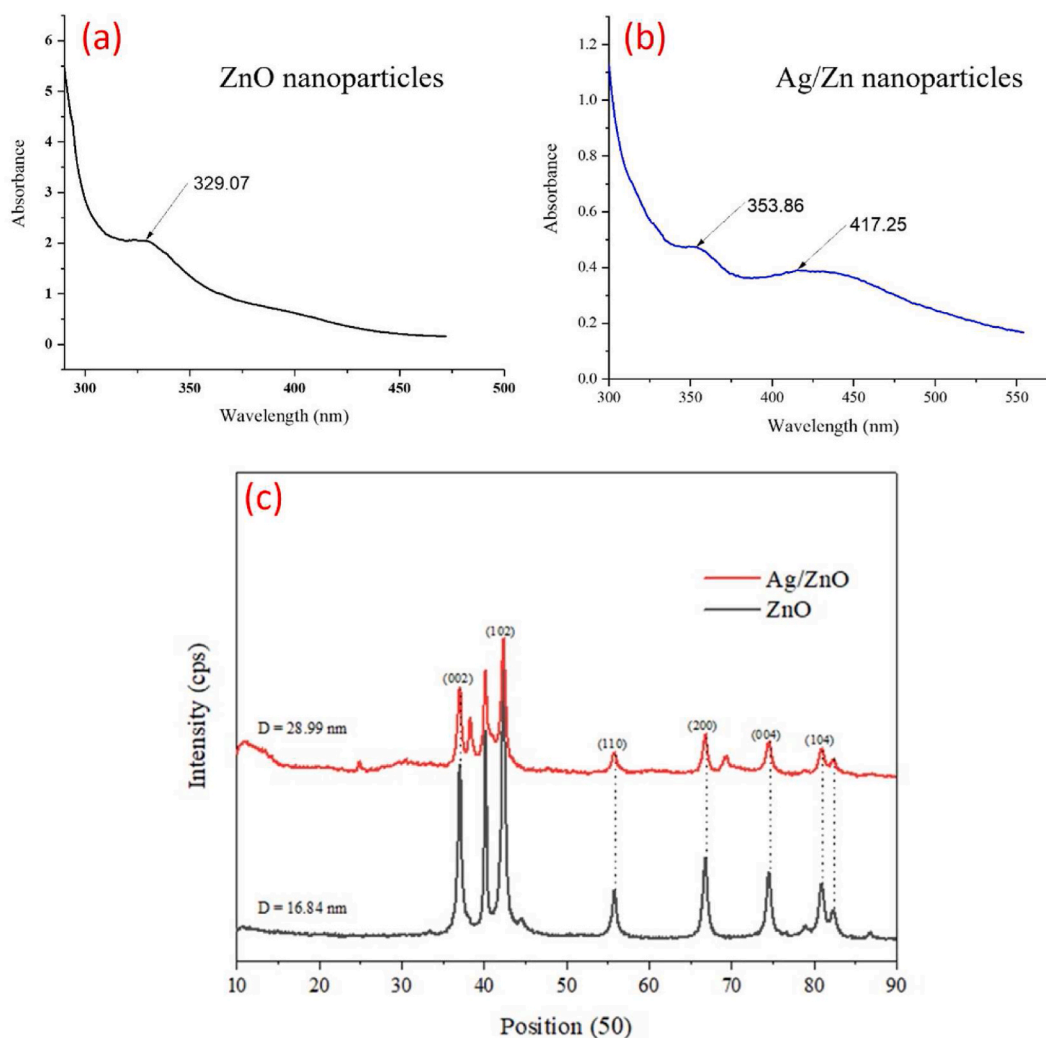 (a)
ZnO nanoparticles
329.07
Absorbance
6
5
4
3
2
1
0
300
350
400
450
500
Wavelength (nm)
(b)
Ag/Zn nanoparticles
353.86
417.25
Absorbance
1.2
1.0
0.8
0.6
0.4
0.2
0.0
300
350
400
450
500
550
Wavelength (nm)
(c)
Ag/ZnO
ZnO
(002)
(102)
(110)
(200)
(004)
(104)
D = 28.99 nm
D = 16.84 nm
Intensity (cps)
10
20
30
40
50
60
70
80
90
Position (50)